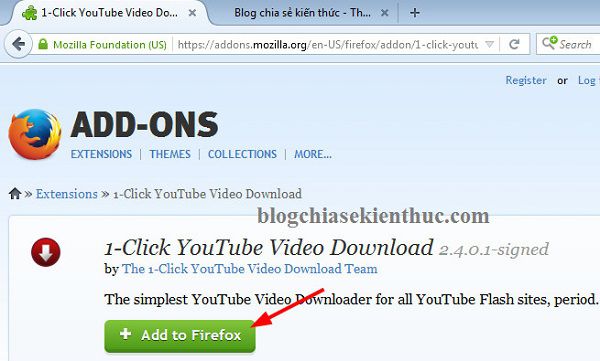 1-Click YouTube Video Do...
Blog chia sẻ kiến thức - Th...
Mozilla Foundation (US)
https://addons.mozilla.org/en-US/firefox/addon/1-click-youtu
Search
Register or Log
ADD-ONS
EXTENSIONS | THEMES | COLLECTIONS | MORE...
» Extensions » 1-Click YouTube Video Download
blogchiasekienthuc.com
1-Click YouTube Video Download 2.4.0.1-signed
by The 1-Click YouTube Video Download Team
The simplest YouTube Video Downloader for all YouTube Flash sites, period.
+ Add to Firefox